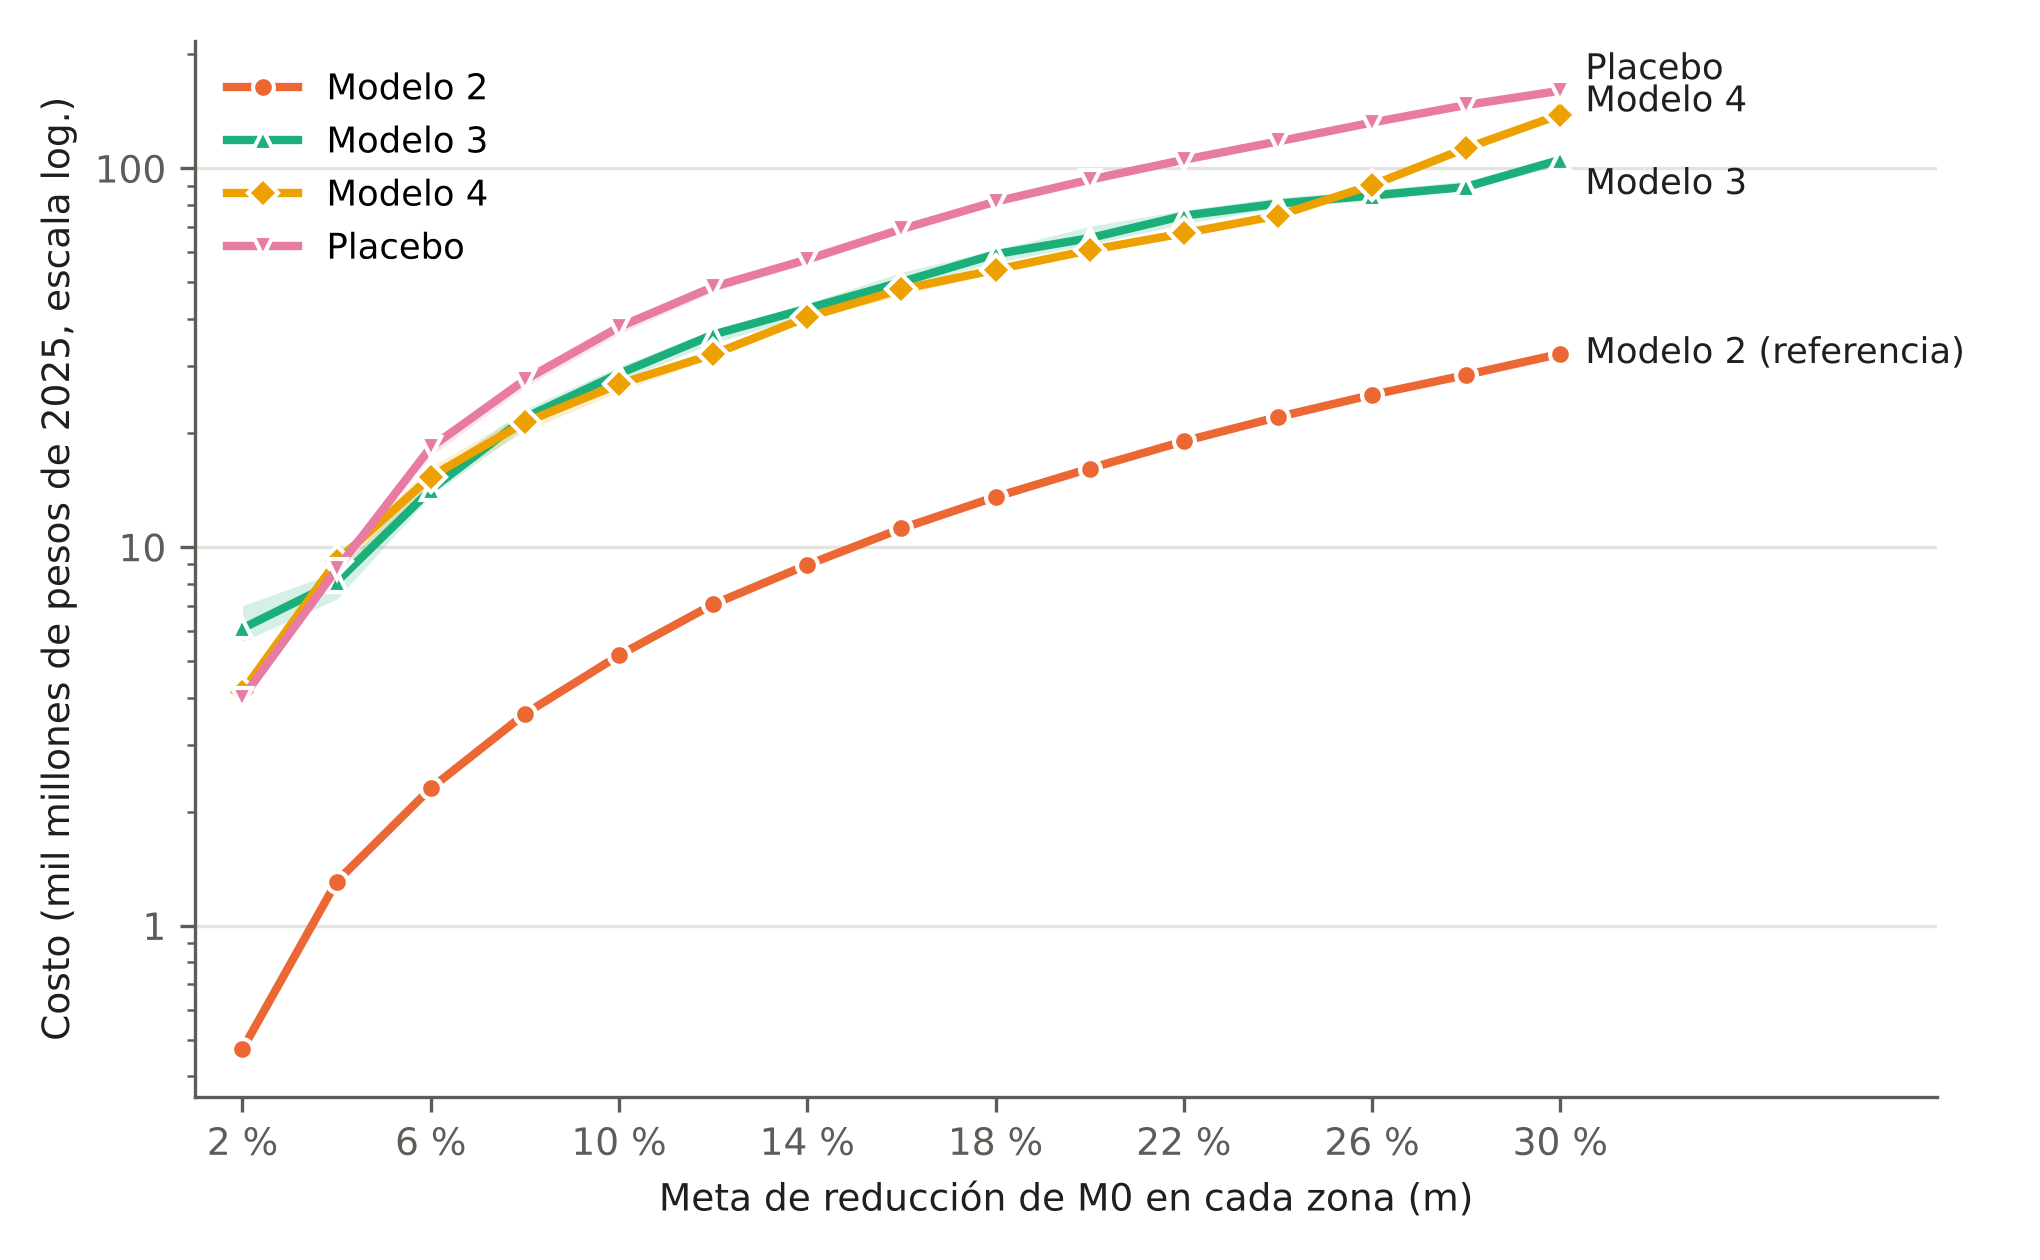 Costo (mil millones de pesos de 2025, escala log.)
100
10
1
Modelo 2
Modelo 3
Modelo 4
Placebo
Placebo
Modelo 4
Modelo 3
Modelo 2 (referencia)
2 %
6 %
10 %
14 %
18 %
22 %
26 %
30 %
Meta de reducción de M0 en cada zona (m)